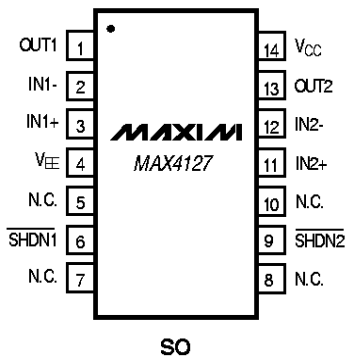 OUT1 1 14 VCC
IN1- 2 13 OUT2
IN1+ 3 12 IN2-
VEE 4 11 IN2+
N.C. 5 10 N.C.
SHDN1 6 9 SHDN2
N.C. 7 8 N.C.
MAXIM
MAX4127
SO